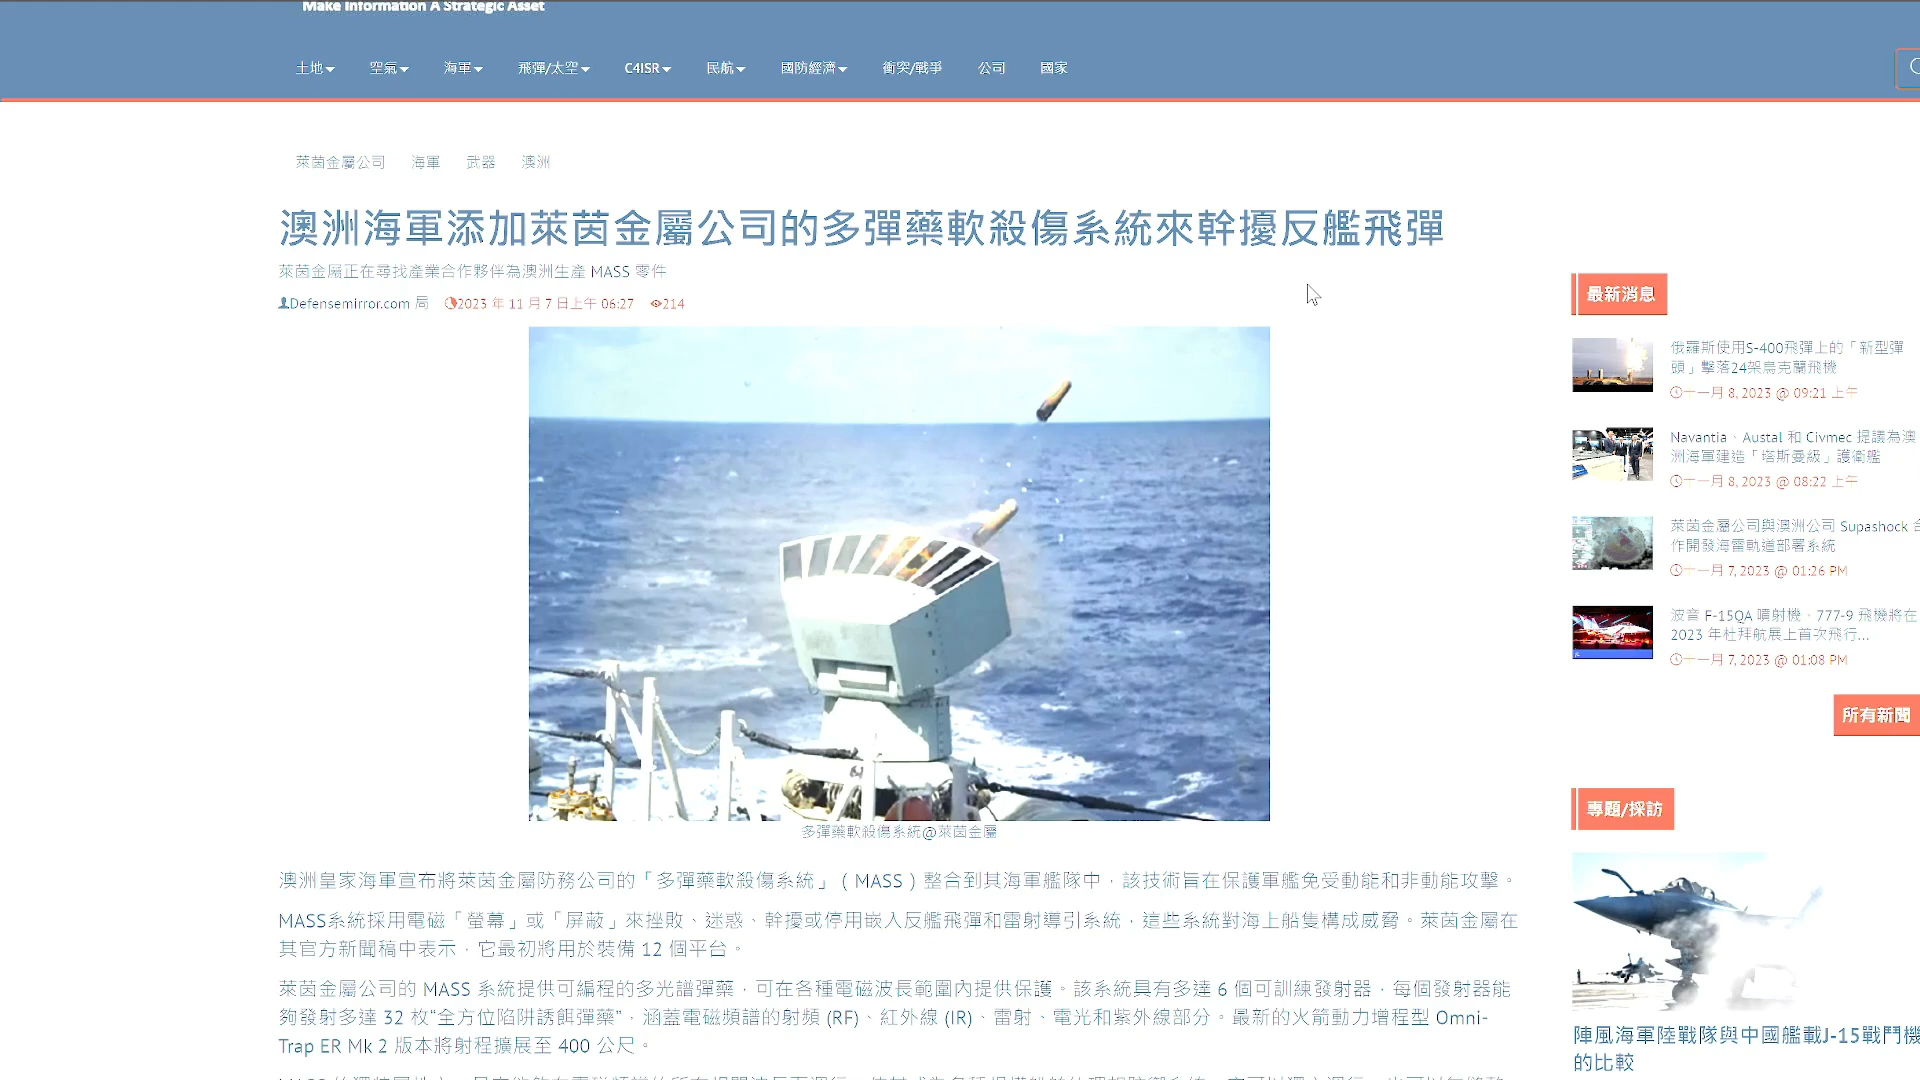 Make Information A Strategic Asset
土地 空氣 海軍 飛彈/太空 C4ISR 民航 國防經濟 衝突/戰爭 公司 國家
萊茵金屬公司 海軍 武器 澳洲
澳洲海軍添加萊茵金屬公司的多彈藥軟殺傷系統來幹擾反艦飛彈
萊茵金屬正在尋找產業合作夥伴為澳洲生產 MASS 零件
Defensemirror.com 局 2023 年 11 月 7 日上午 06:27 214
多彈藥軟殺傷系統@萊茵金屬
澳洲皇家海軍宣布將萊茵金屬防務公司的「多彈藥軟殺傷系統」（MASS）整合到其海軍艦隊中，該技術旨在保護軍艦免受動能和非動能攻擊。
MASS系統採用電磁「螢幕」或「屏蔽」來挫敗、迷惑、幹擾或停用嵌入反艦飛彈和雷射導引系統，這些系統對海上船隻構成威脅。萊茵金屬在
其官方新聞稿中表示，它最初將用於裝備 12 個平台。
萊茵金屬公司的 MASS 系統提供可編程的多光譜彈藥，可在各種電磁波長範圍內提供保護。該系統具有多達 6 個可訓練發射器，每個發射器能
夠發射多達 32 枚“全方位陷阱誘餌彈藥”，涵蓋電磁頻譜的射頻 (RF)、紅外線 (IR)、雷射、電光和紫外線部分。最新的火箭動力增程型 Omni-
Trap ER Mk 2 版本將射程擴展至 400 公尺。
最新消息
俄羅斯使用S-400飛彈上的「新型彈
頭」擊落24架烏克蘭飛機
十一月 8, 2023 @ 09:21 上午
Navantia、Austal 和 Civmec 提議為澳
洲海軍建造「塔斯曼級」護衛艦
十一月 8, 2023 @ 08:22 上午
萊茵金屬公司與澳洲公司 Supashock 合
作開發海雷軌道部署系統
十一月 7, 2023 @ 01:26 PM
波音 F-15QA 噴射機、777-9 飛機將在
2023 年杜拜航展上首次飛行...
十一月 7, 2023 @ 01:08 PM
所有新聞
專題/採訪
陣風海軍陸戰隊與中國艦載J-15戰鬥機
的比較